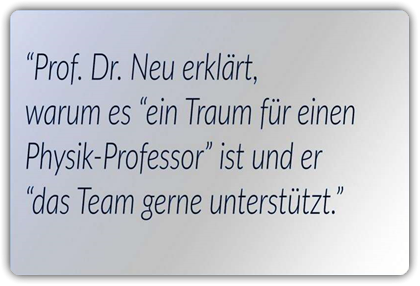 “Prof. Dr. Neu erklärt,
warum es “ein Traum für einen
Physik-Professor” ist und er
“das Team gerne unterstützt.”